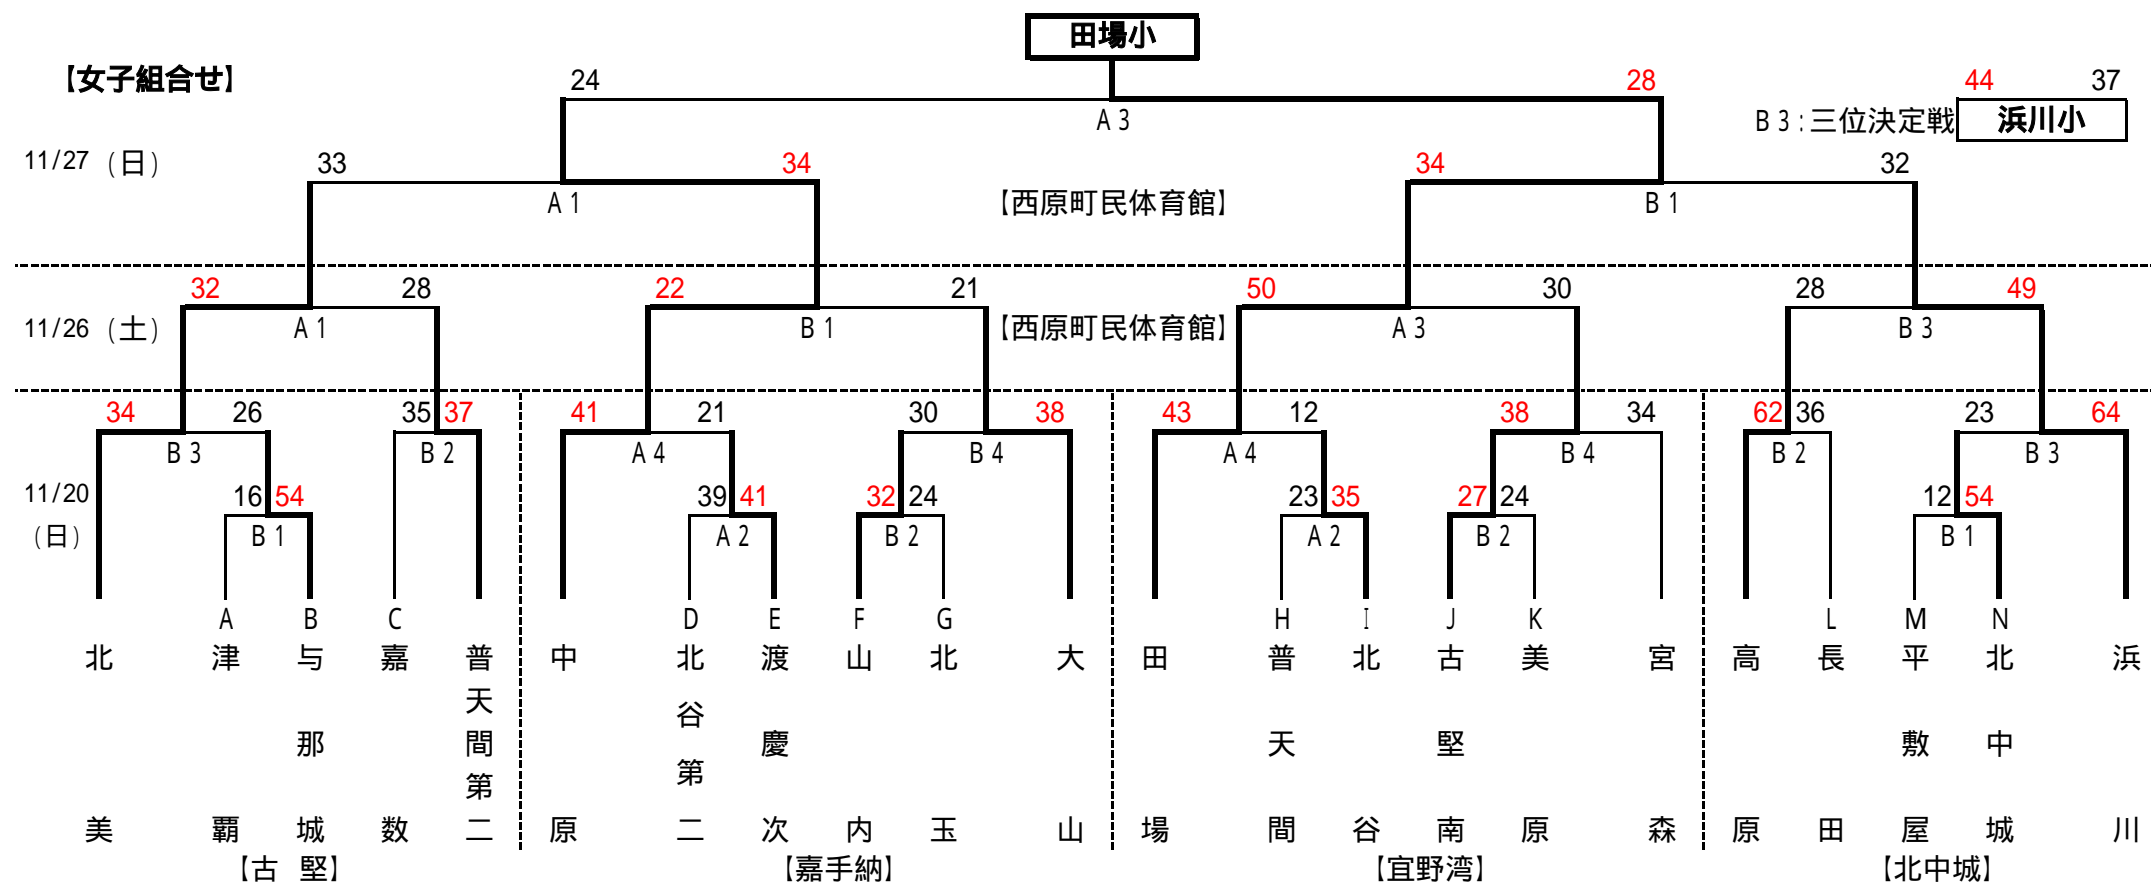 田場小
【女子組合せ】
24 28 44 37
A3
B3:三位決定戦 浜川小
11/27 (日)
33 34 34 32
A1 【西原町民体育館】 B1
32 28 22 21 50 30 28 49
11/26 (土) A1 B1 【西原町民体育館】 A3 B3
34 26 35 37 41 21 30 38 43 12 38 34 62 36 23 64
B3 B2 A4 B4 A4 B4 B2 B3
11/20
(日)
16 54 39 41 32 24 23 35 27 24 12 54
B1 A2 B2 A2 B2 B1
A B C D E F G H I J K L M N
北美 津覇 与那城 嘉数 普天間第二 中原 北谷第二 渡慶次 山内 北玉 大山 田場 普天間 北谷 古堅南 美原 宮森 高原 長田 平敷屋 北中城 浜川
【古 堅】 【嘉手納】 【宜野湾】 【北中城】